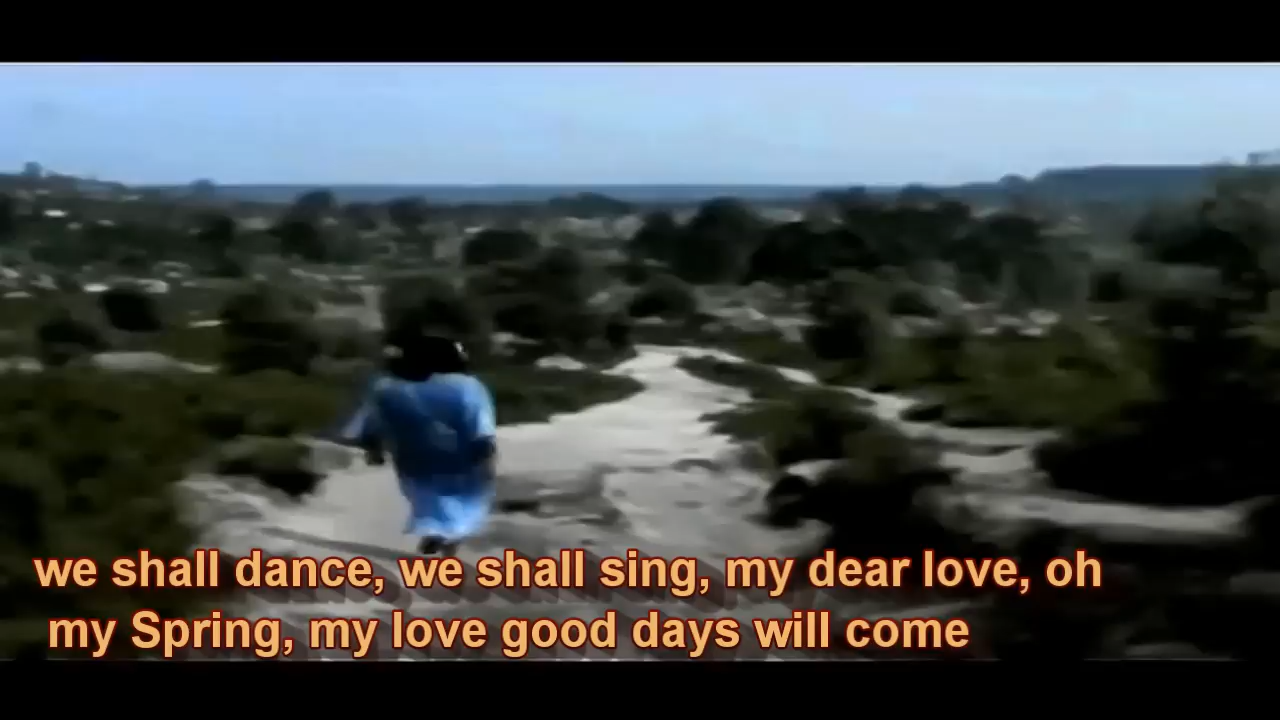 we shall dance, we shall sing, my dear love, oh
my Spring, my love good days will come